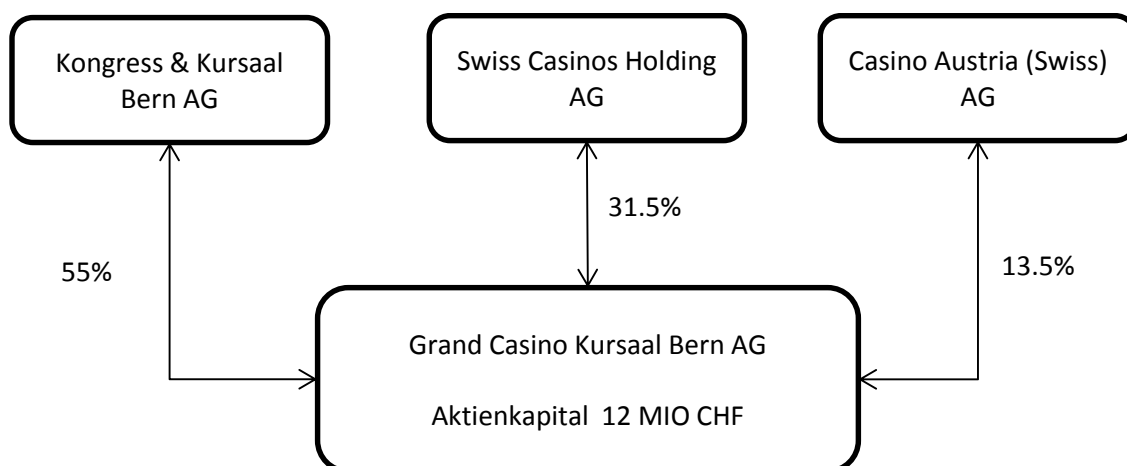 Kongress & Kursaal
Bern AG
Swiss Casinos Holding
AG
Casino Austria (Swiss)
AG
31.5%
55%
13.5%
Grand Casino Kursaal Bern AG
Aktienkapital 12 MIO CHF